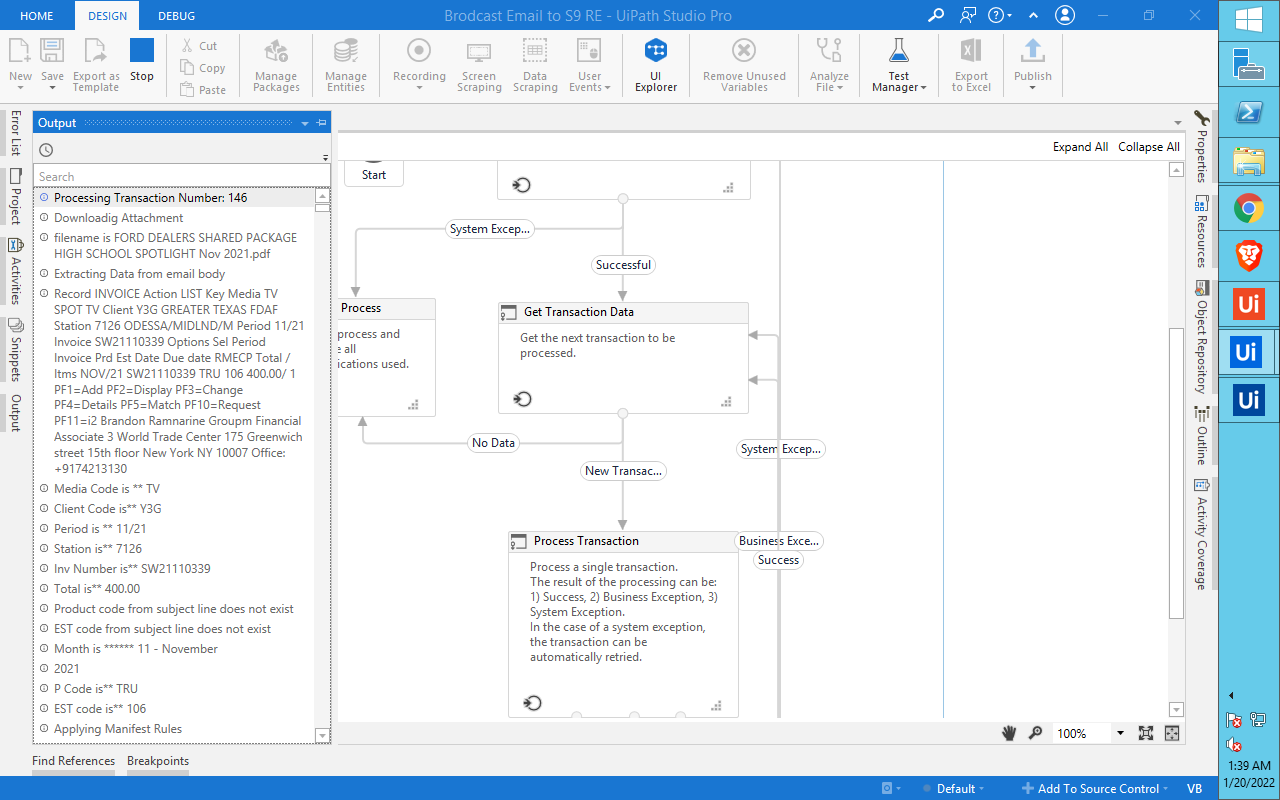 HOME DESIGN DEBUG Brodcast Email to S9 RE - UiPath Studio Pro
New Save Export as Template Stop
Cut
Copy
Paste
Manage Packages Manage Entities Recording Screen Scraping Data Scraping User Events UI Explorer Remove Unused Variables Analyze File Test Manager Export to Excel Publish
Error List
Project
Activities
Snippets
Output
Output
Search
Processing Transaction Number: 146
Downloadig Attachment
filename is FORD DEALERS SHARED PACKAGE
HIGH SCHOOL SPOTLIGHT Nov 2021.pdf
Extracting Data from email body
Record INVOICE Action LIST Key Media TV
SPOT TV Client Y3G GREATER TEXAS FDAF
Station 7126 ODESSA/MIDLND/M Period 11/21
Invoice SW21110339 Options Sel Period
Invoice Prd Est Date Due date RMECP Total /
Itms NOV/21 SW21110339 TRU 106 400.00/ 1
PF1=Add PF2=Display PF3=Change
PF4=Details PF5=Match PF10=Request
PF11=i2 Brandon Ramnarine Groupm Financial
Associate 3 World Trade Center 175 Greenwich
street 15th floor New York NY 10007 Office:
+9174213130
Media Code is ** TV
Client Code is** Y3G
Period is ** 11/21
Station is** 7126
Inv Number is** SW21110339
Total is** 400.00
Product code from subject line does not exist
EST code from subject line does not exist
Month is ****** 11 - November
2021
P Code is** TRU
EST code is** 106
Applying Manifest Rules
Find References Breakpoints
Expand All Collapse All
Start
System Excep...
Successful
Process
process and
e all
ications used.
Get Transaction Data
Get the next transaction to be
processed.
No Data
System Excep...
New Transac...
Process Transaction
Business Exce...
Success
Process a single transaction.
The result of the processing can be:
1) Success, 2) Business Exception, 3)
System Exception.
In the case of a system exception,
the transaction can be
automatically retried.
100%
Properties
Resources
Object Repository
Outline
Activity Coverage
Default Add To Source Control VB
Ui
Ui
Ui
1:39 AM
1/20/2022